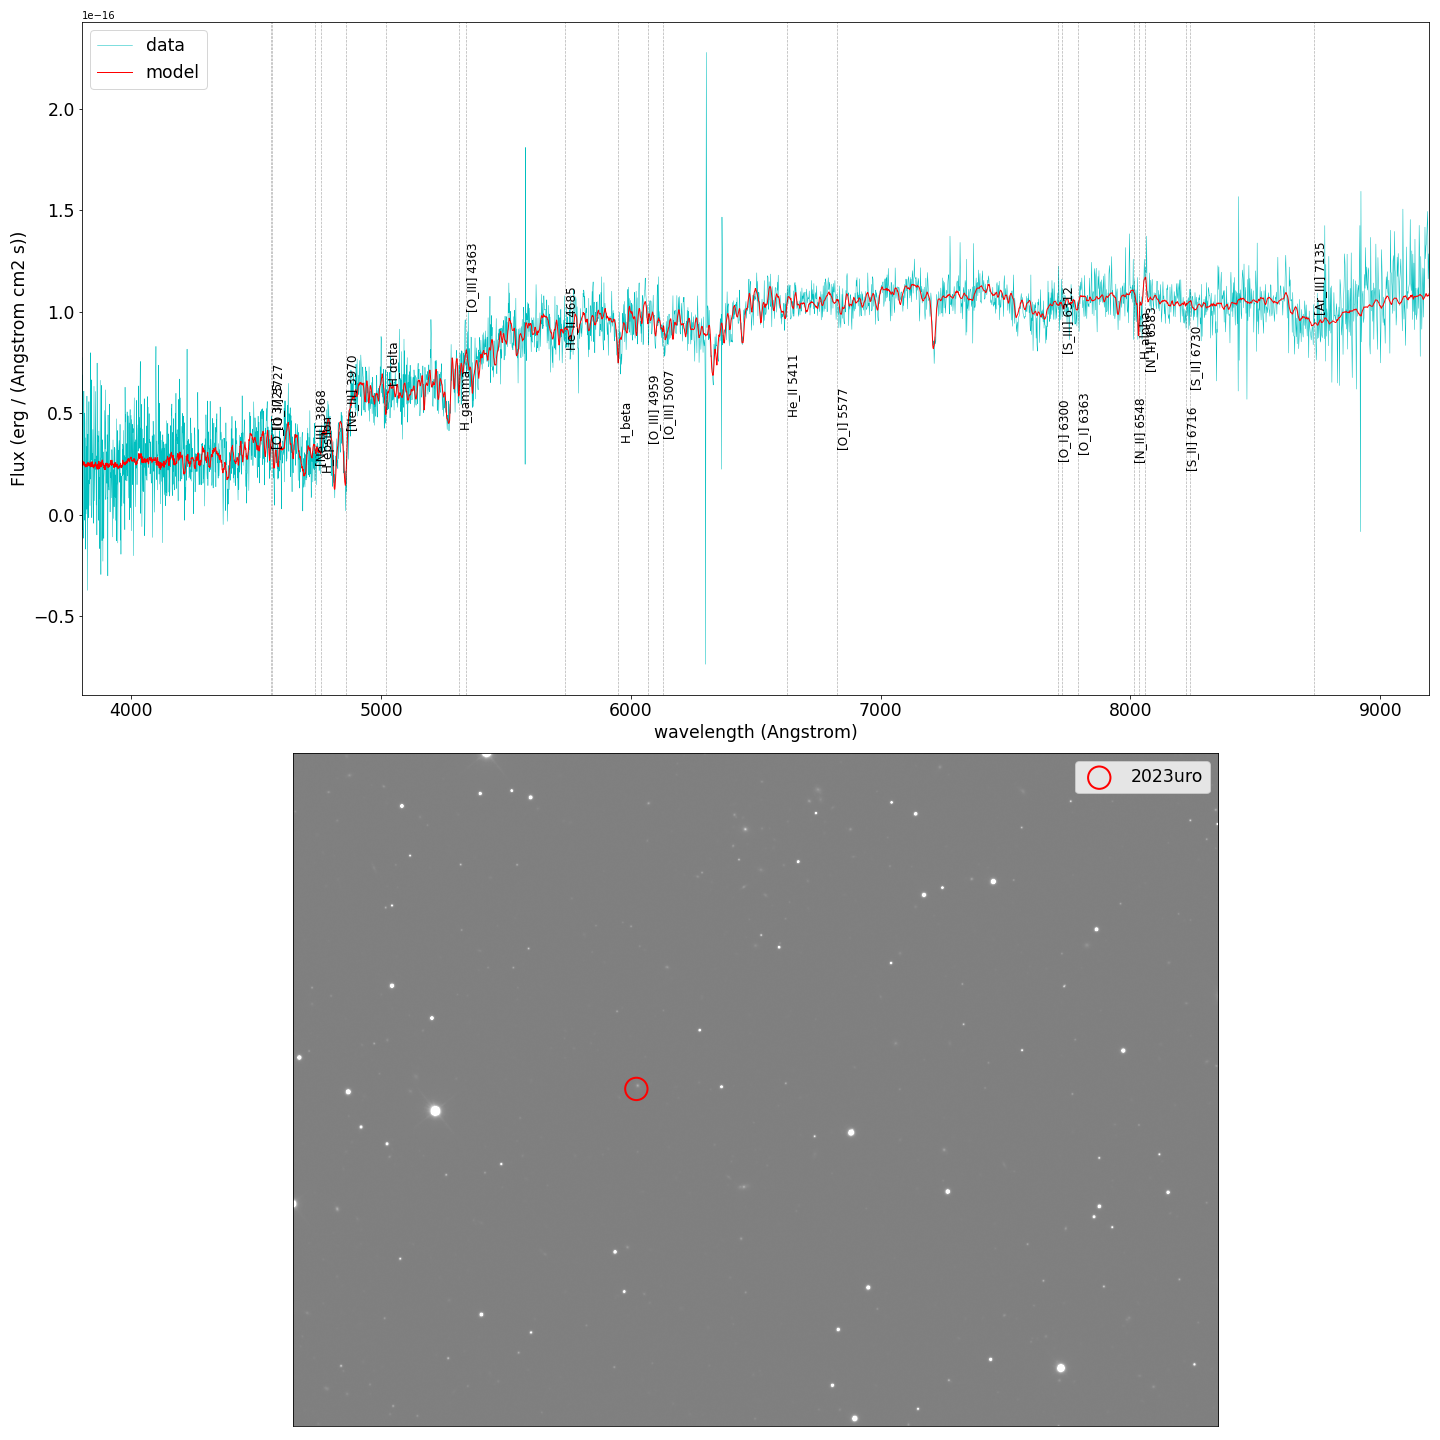 1e−16
data
model
Flux (erg / (Angstrom cm2 s))
2.0
1.5
1.0
0.5
0.0
−0.5
[O_II] 3727
[Ne_III] 3868
H_epsilon
[Ne_III] 3970
H_delta
H_gamma
[O_III] 4363
He_II 4685
H_beta
[O_III] 4959
[O_III] 5007
He_II 5411
[O_I] 5577
[O_I] 6300
[S_III] 6312
[O_I] 6363
[N_II] 6548
H_alpha
[N_II] 6583
[S_II] 6716
[S_II] 6730
[Ar_III] 7135
4000 5000 6000 7000 8000 9000
wavelength (Angstrom)
2023uro